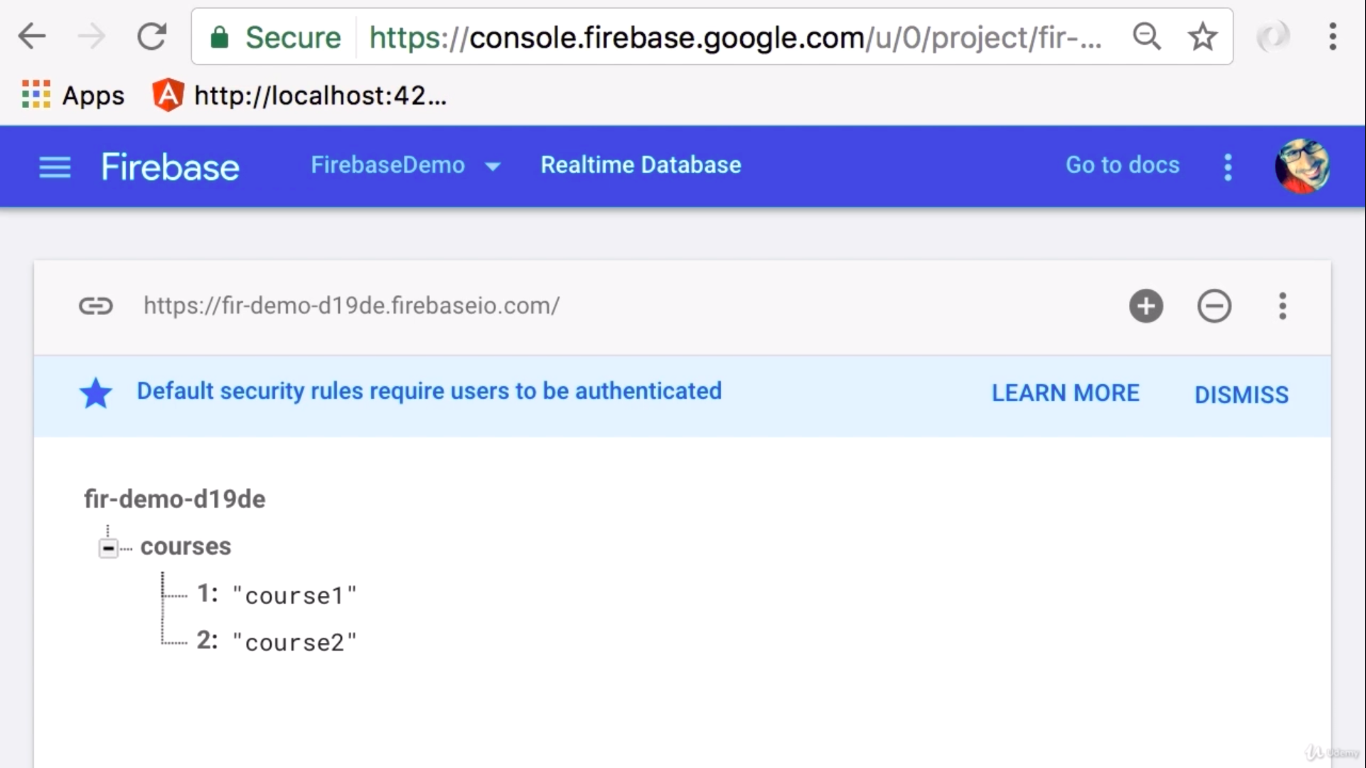 Secure https://console.firebase.google.com/u/0/project/fir-...
Apps http://localhost:42...
Firebase FirebaseDemo Realtime Database Go to docs
https://fir-demo-d19de.firebaseio.com/
Default security rules require users to be authenticated LEARN MORE DISMISS
fir-demo-d19de
courses
1: "course1"
2: "course2"
Udemy